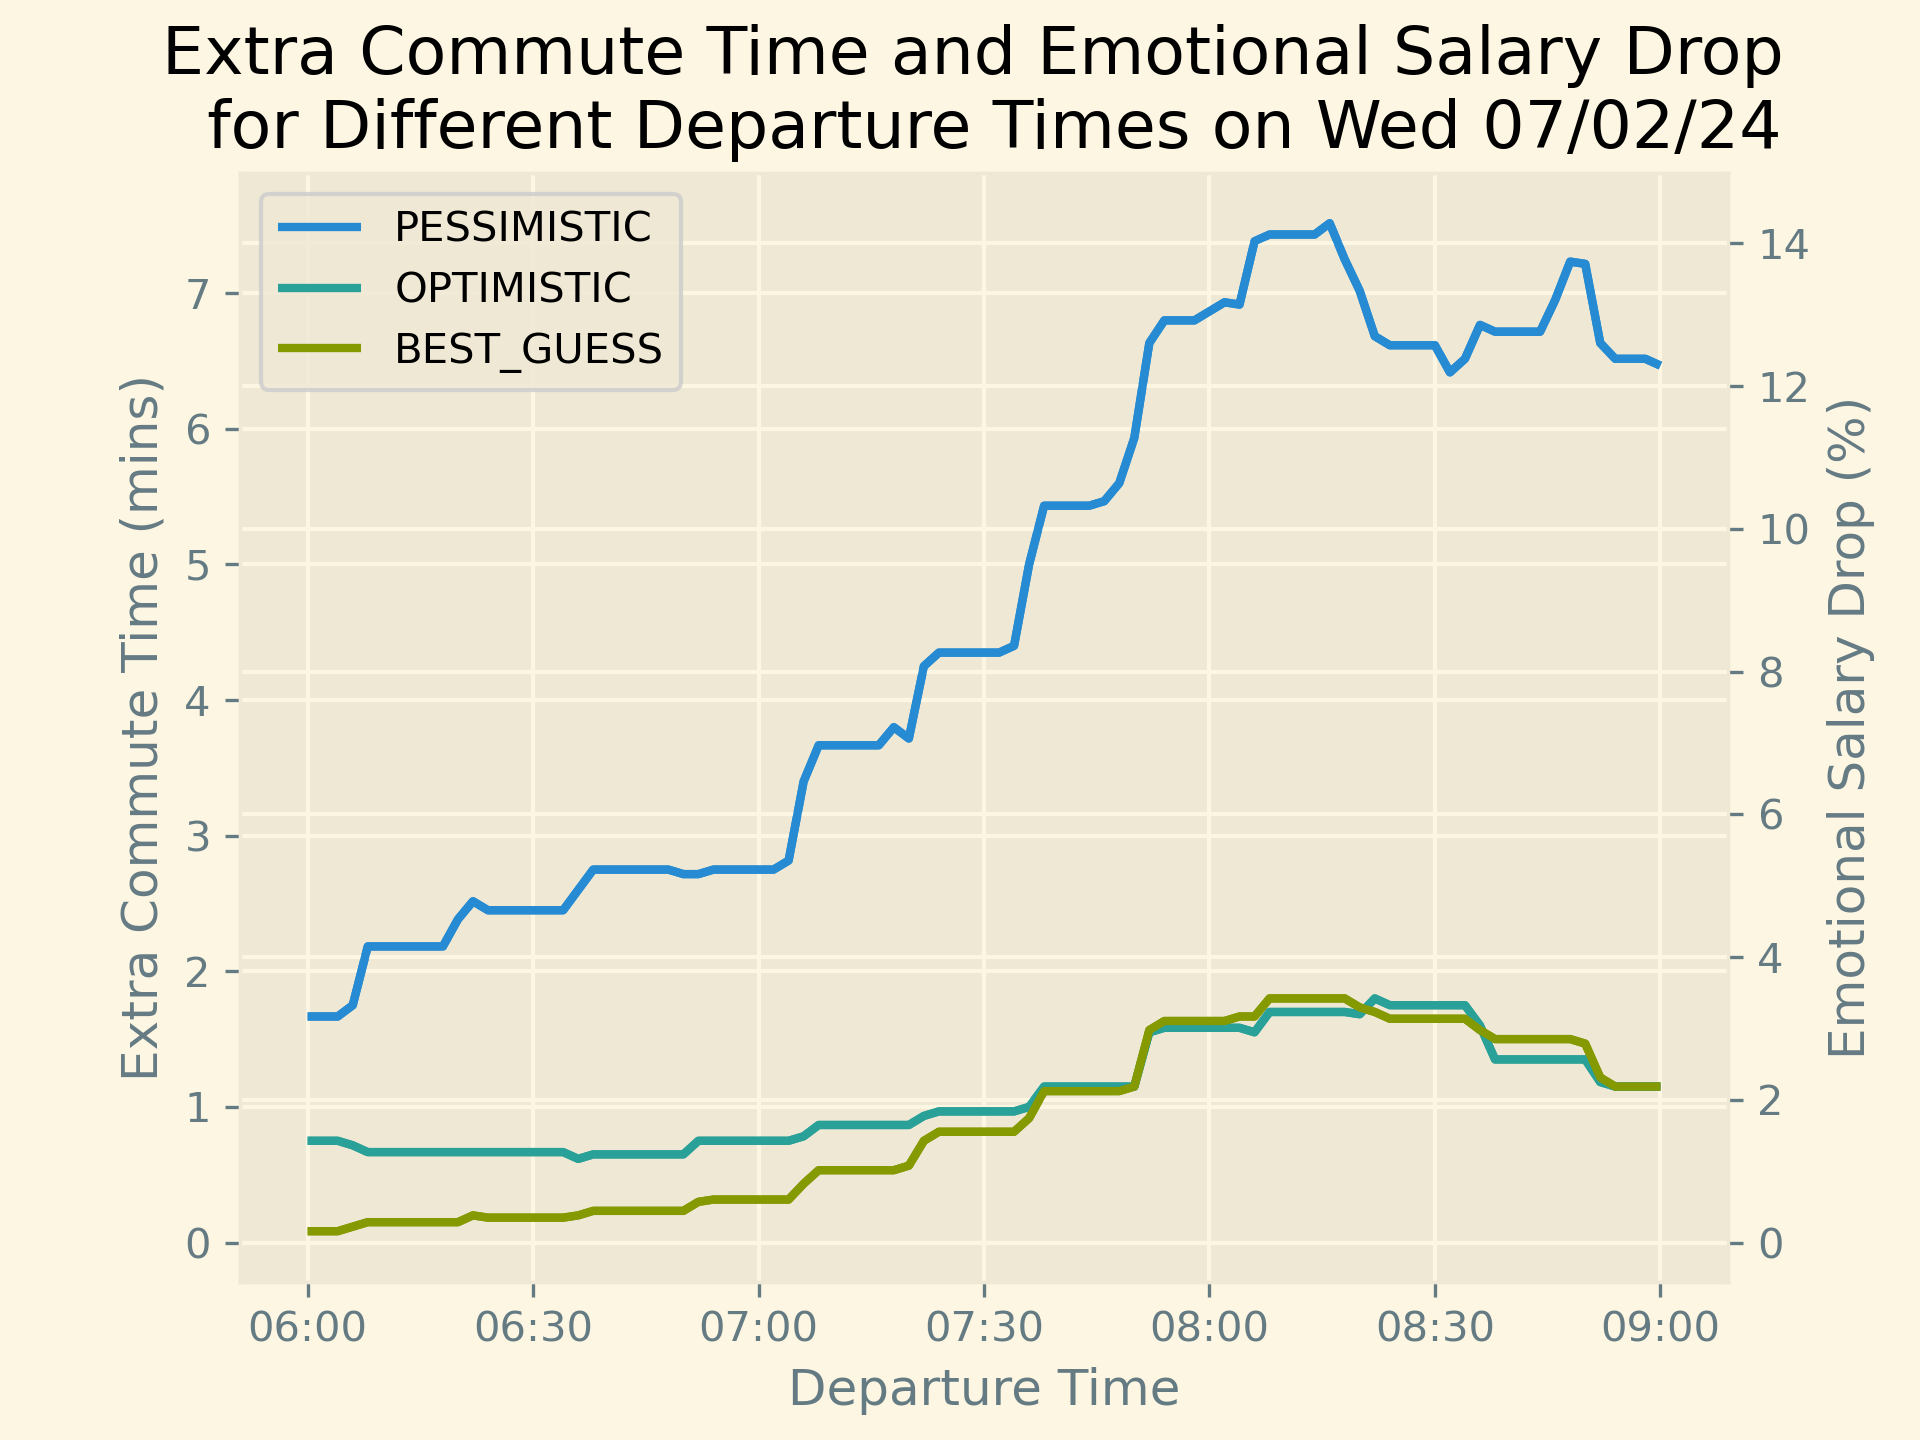 Extra Commute Time and Emotional Salary Drop
for Different Departure Times on Wed 07/02/24
PESSIMISTIC
OPTIMISTIC
BEST_GUESS
Extra Commute Time (mins)
7
6
5
4
3
2
1
0
14
12
10
8
6
4
2
0
Emotional Salary Drop (%)
06:00 06:30 07:00 07:30 08:00 08:30 09:00
Departure Time